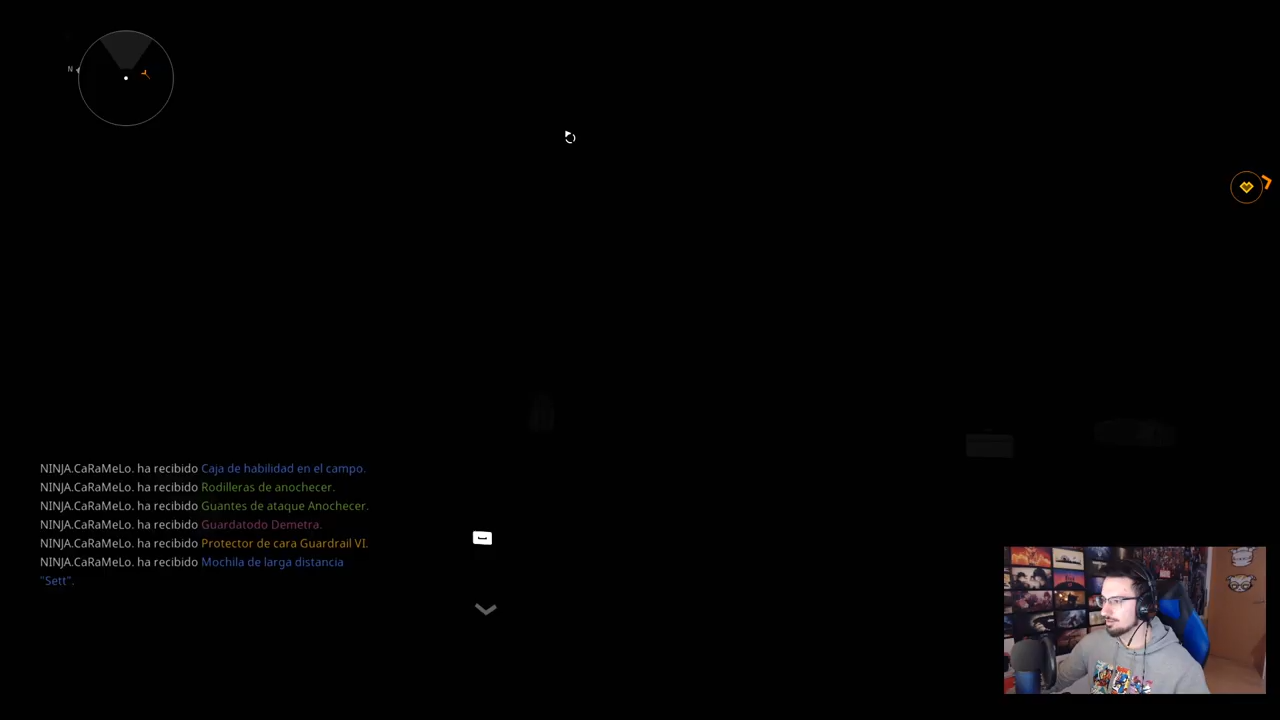 N
NINJA.CaRaMeLo. ha recibido Caja de habilidad en el campo.
NINJA.CaRaMeLo. ha recibido Rodilleras de anochecer.
NINJA.CaRaMeLo. ha recibido Guantes de ataque Anochecer.
NINJA.CaRaMeLo. ha recibido Guardatodo Demetra.
NINJA.CaRaMeLo. ha recibido Protector de cara Guardrail VI.
NINJA.CaRaMeLo. ha recibido Mochila de larga distancia
"Sett".